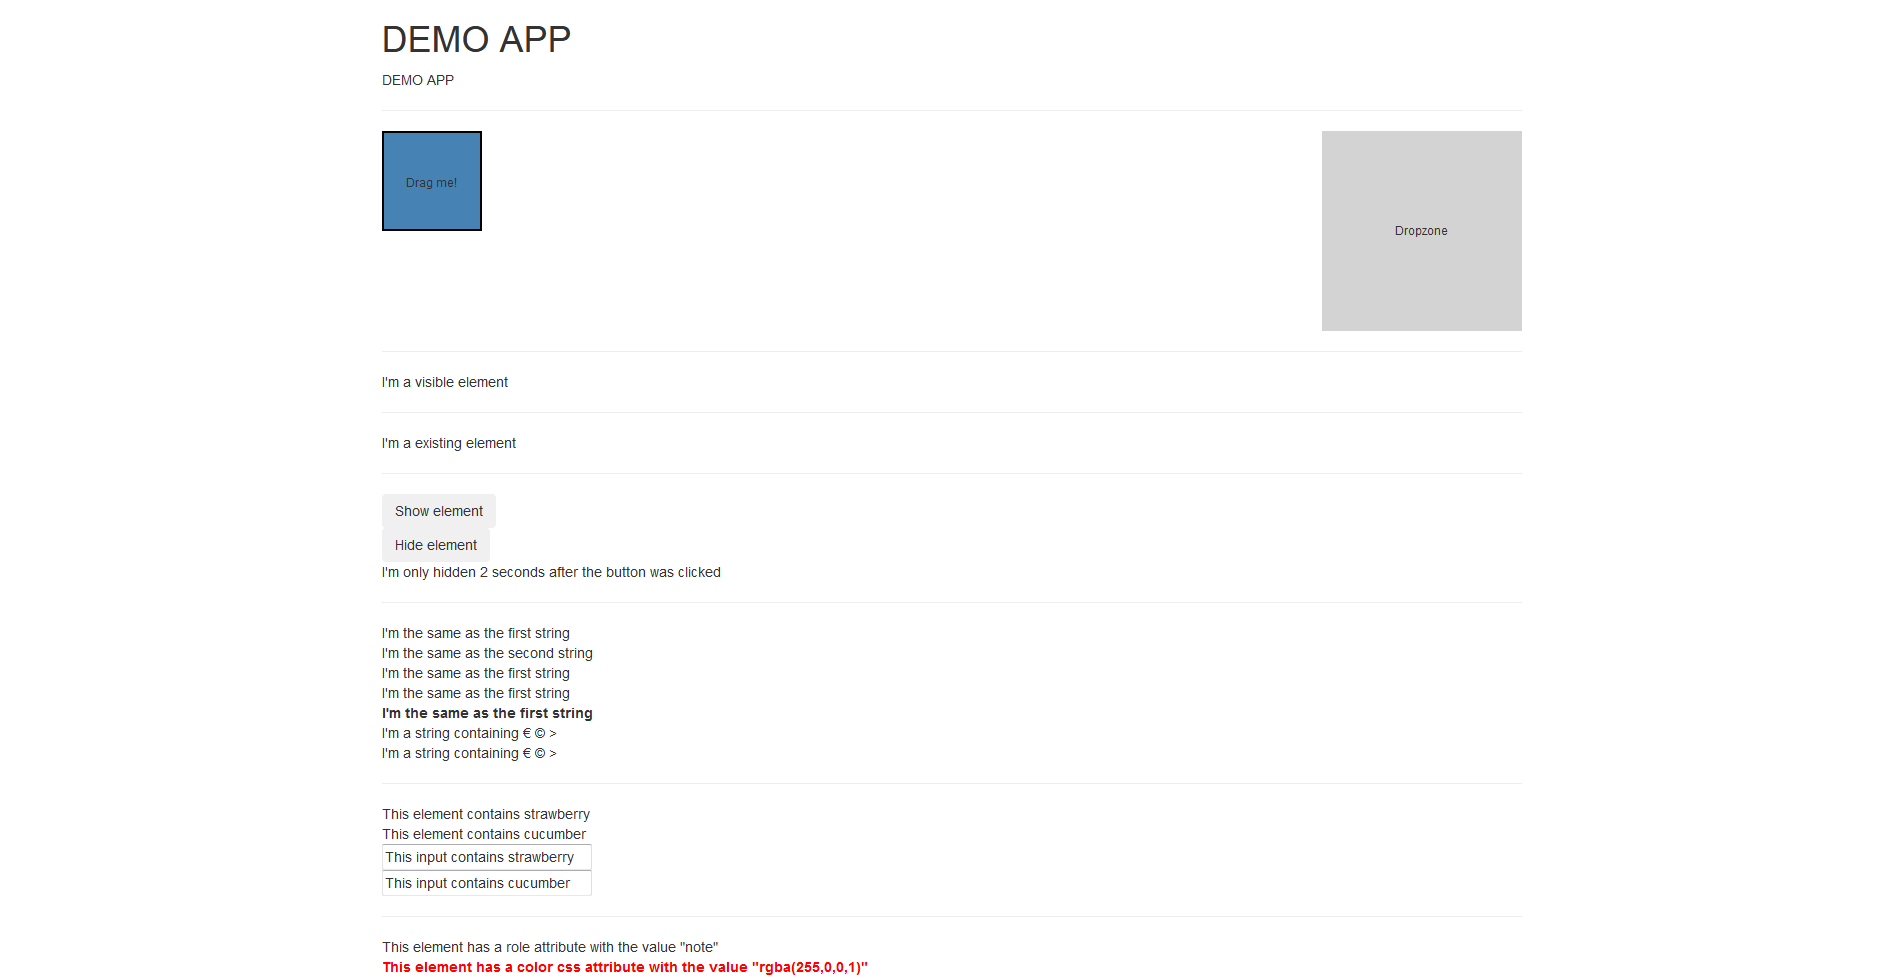 DEMO APP
DEMO APP
Drag me!
Dropzone
I'm a visible element
I'm a existing element
Show element
Hide element
I'm only hidden 2 seconds after the button was clicked
I'm the same as the first string
I'm the same as the second string
I'm the same as the first string
I'm the same as the first string
I'm the same as the first string
I'm a string containing € © >
I'm a string containing € © >
This element contains strawberry
This element contains cucumber
This input contains strawberry
This input contains cucumber
This element has a role attribute with the value "note"
This element has a color css attribute with the value "rgba(255,0,0,1)"